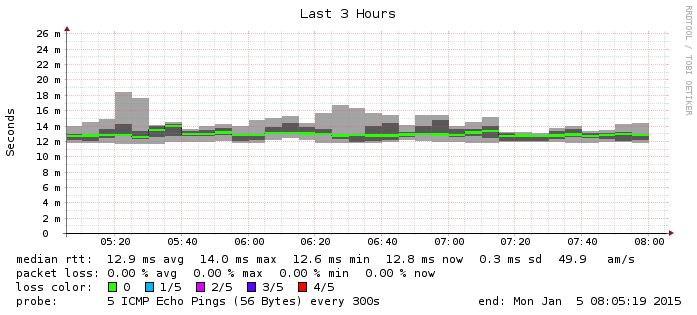 Last 3 Hours
RRDTOOL / TOBI OETIKER
Seconds
26 m
24 m
22 m
20 m
18 m
16 m
14 m
12 m
10 m
8 m
6 m
4 m
2 m
0
05:20 05:40 06:00 06:20 06:40 07:00 07:20 07:40 08:00
median rtt: 12.9 ms avg 14.0 ms max 12.6 ms min 12.8 ms now 0.3 ms sd 49.9 am/s
packet loss: 0.00 % avg 0.00 % max 0.00 % min 0.00 % now
loss color: 0 1/5 2/5 3/5 4/5
probe: 5 ICMP Echo Pings (56 Bytes) every 300s end: Mon Jan 5 08:05:19 2015